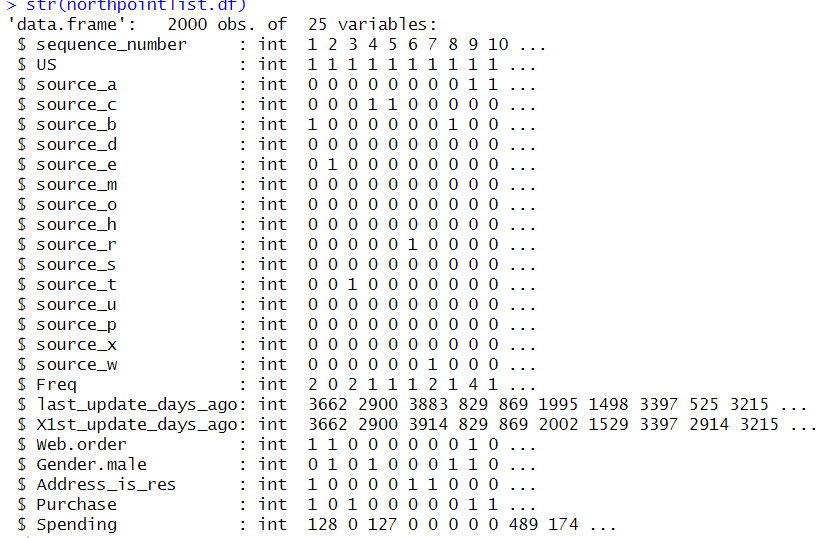 > str(northpointlist.df)
'data.frame':	2000 obs. of  25 variables:
 $ sequence_number     : int  1 2 3 4 5 6 7 8 9 10 ...
 $ US                  : int  1 1 1 1 1 1 1 1 1 1 ...
 $ source_a            : int  0 0 0 0 0 0 0 0 1 1 ...
 $ source_c            : int  0 0 0 1 1 0 0 0 0 0 ...
 $ source_b            : int  1 0 0 0 0 0 0 1 0 0 ...
 $ source_d            : int  0 0 0 0 0 0 0 0 0 0 ...
 $ source_e            : int  0 1 0 0 0 0 0 0 0 0 ...
 $ source_m            : int  0 0 0 0 0 0 0 0 0 0 ...
 $ source_o            : int  0 0 0 0 0 0 0 0 0 0 ...
 $ source_h            : int  0 0 0 0 0 0 0 0 0 0 ...
 $ source_r            : int  0 0 0 0 0 1 0 0 0 0 ...
 $ source_s            : int  0 0 0 0 0 0 0 0 0 0 ...
 $ source_t            : int  0 0 1 0 0 0 0 0 0 0 ...
 $ source_u            : int  0 0 0 0 0 0 0 0 0 0 ...
 $ source_p            : int  0 0 0 0 0 0 0 0 0 0 ...
 $ source_x            : int  0 0 0 0 0 0 0 0 0 0 ...
 $ source_w            : int  0 0 0 0 0 0 1 0 0 0 ...
 $ Freq                : int  2 0 2 1 1 1 2 1 4 1 ...
 $ last_update_days_ago: int  3662 2900 3883 829 869 1995 1498 3397 525 3215 ...
 $ X1st_update_days_ago: int  3662 2900 3914 829 869 2002 1529 3397 2914 3215 ...
 $ Web.order           : int  1 1 0 0 0 0 0 0 1 0 ...
 $ Gender.male         : int  0 1 0 1 0 0 0 1 1 0 ...
 $ Address_is_res      : int  1 0 0 0 0 1 1 0 0 0 ...
 $ Purchase            : int  1 0 1 0 0 0 0 0 1 1 ...
 $ Spending            : int  128 0 127 0 0 0 0 0 489 174 ...